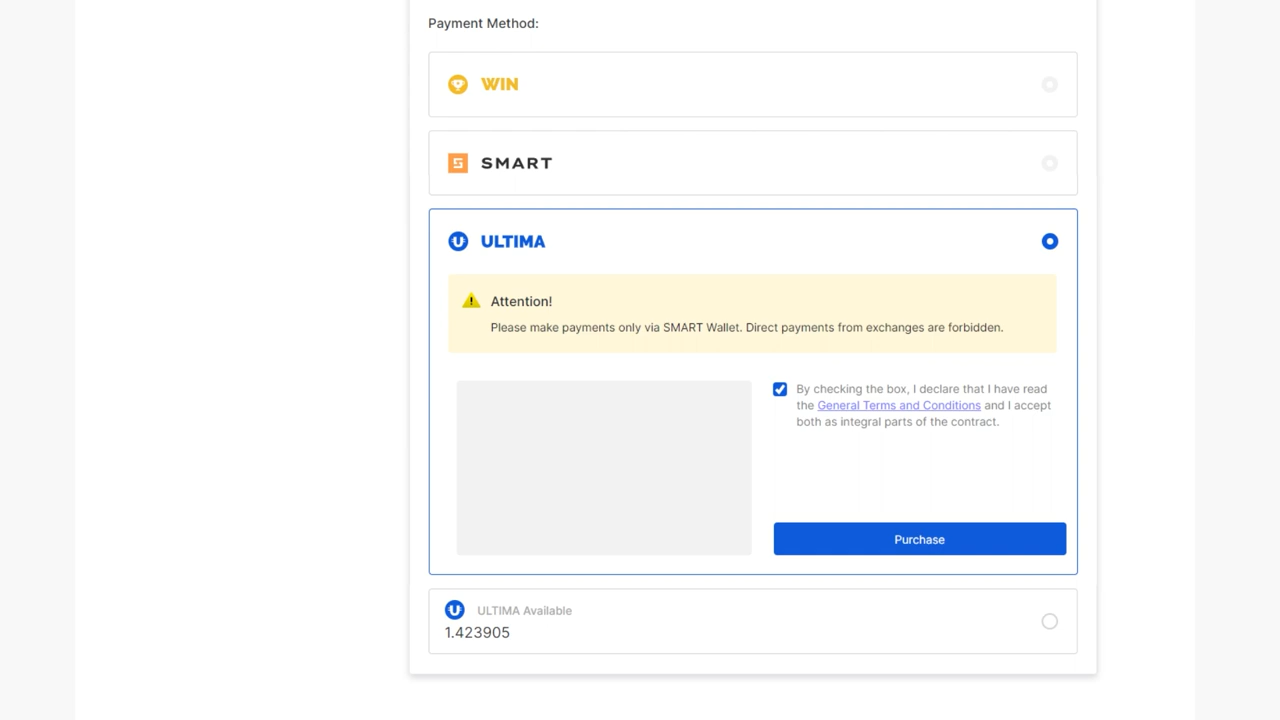 Payment Method:
WIN
SMART
ULTIMA
Attention!
Please make payments only via SMART Wallet. Direct payments from exchanges are forbidden.
By checking the box, I declare that I have read
the General Terms and Conditions and I accept
both as integral parts of the contract.
Purchase
ULTIMA Available
1.423905